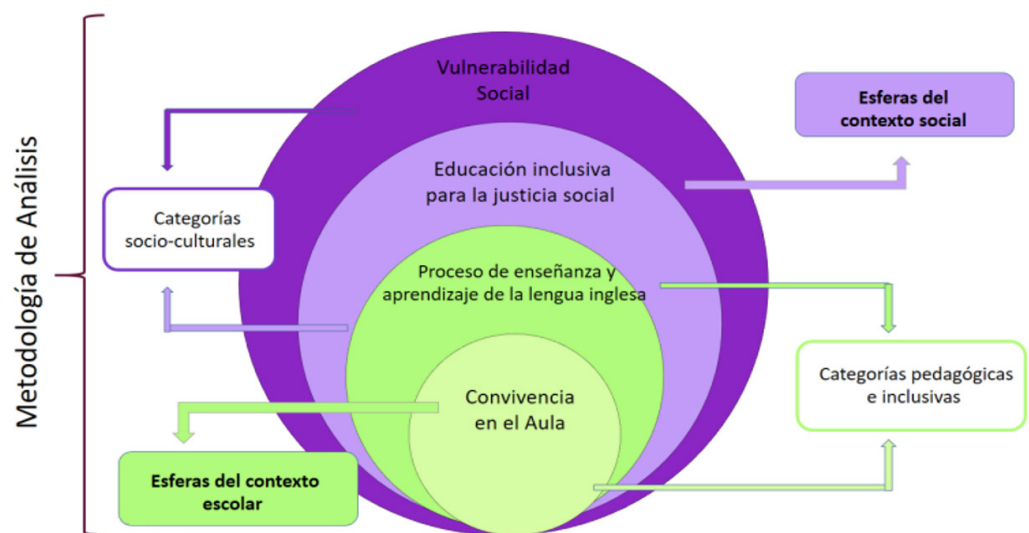 Metodología de Análisis
Vulnerabilidad
Social
Esferas del
contexto social
Educación inclusiva
para la justicia social
Categorías
socio-culturales
Proceso de enseñanza y
aprendizaje de la lengua inglesa
Categorías pedagógicas
e inclusivas
Convivencia
en el Aula
Esferas del contexto
escolar